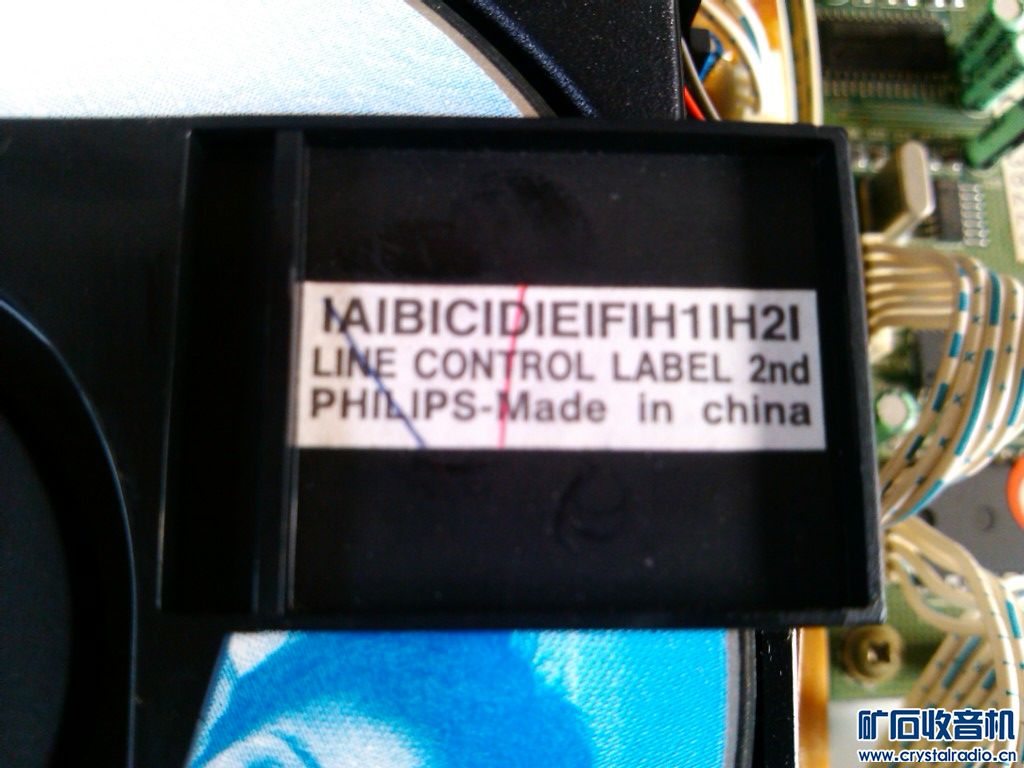 IAIBICIDIEIFIH1IH2I
LINE CONTROL LABEL 2nd
PHILIPS-Made in china
矿石收音机
www.crystalradio.cn